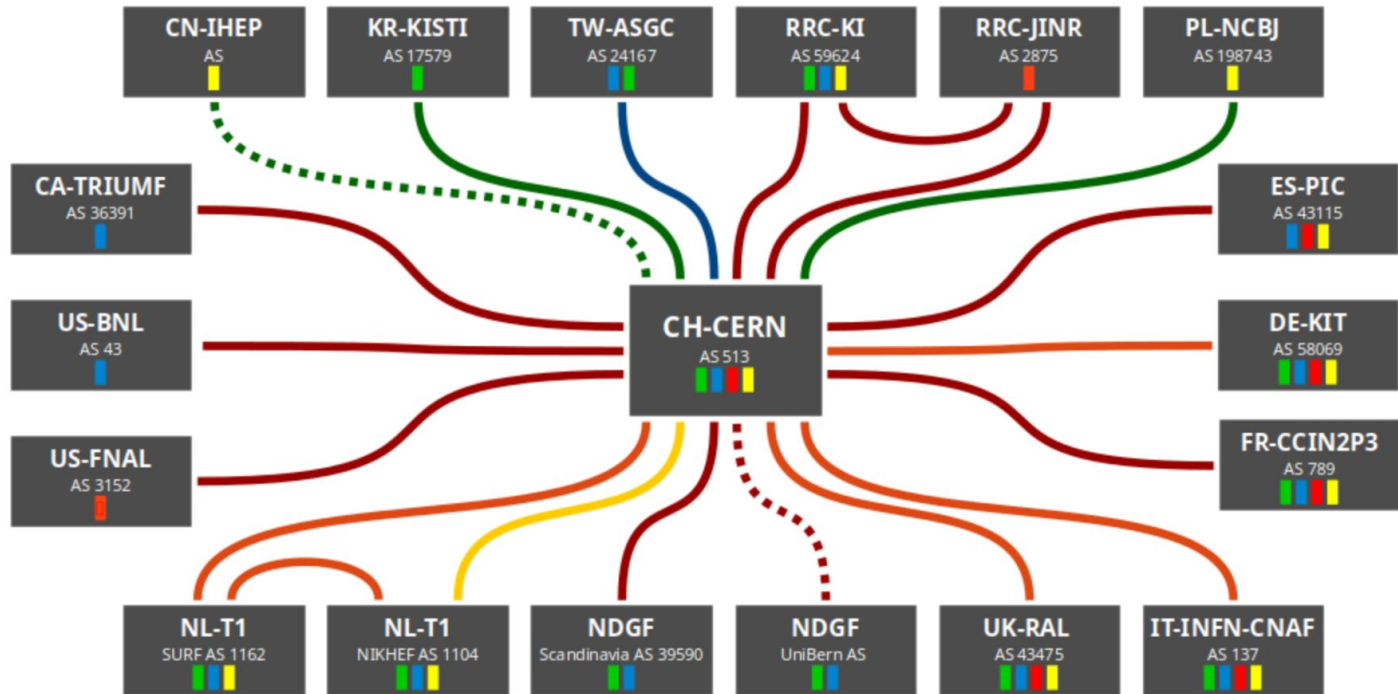 CN-IHEP
AS
KR-KISTI
AS 17579
TW-ASGC
AS 24167
RRC-KI
AS 59624
RRC-JINR
AS 2875
PL-NCBJ
AS 198743
CA-TRIUMF
AS 36391
ES-PIC
AS 43115
US-BNL
AS 43
CH-CERN
AS 513
DE-KIT
AS 58069
US-FNAL
AS 3152
FR-CCIN2P3
AS 789
NL-T1
SURF AS 1162
NL-T1
NIKHEF AS 1104
NDGF
Scandinavia AS 39590
NDGF
UniBern AS
UK-RAL
AS 43475
IT-INFN-CNAF
AS 137